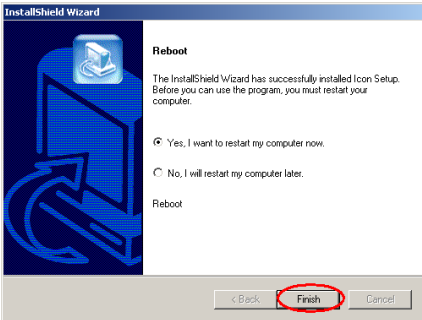 InstallShield Wizard
Reboot
The InstallShield Wizard has successfully installed Icon Setup.
Before you can use the program, you must restart your
computer.
Yes, I want to restart my computer now.
No, I will restart my computer later.
Reboot
< Back Finish Cancel